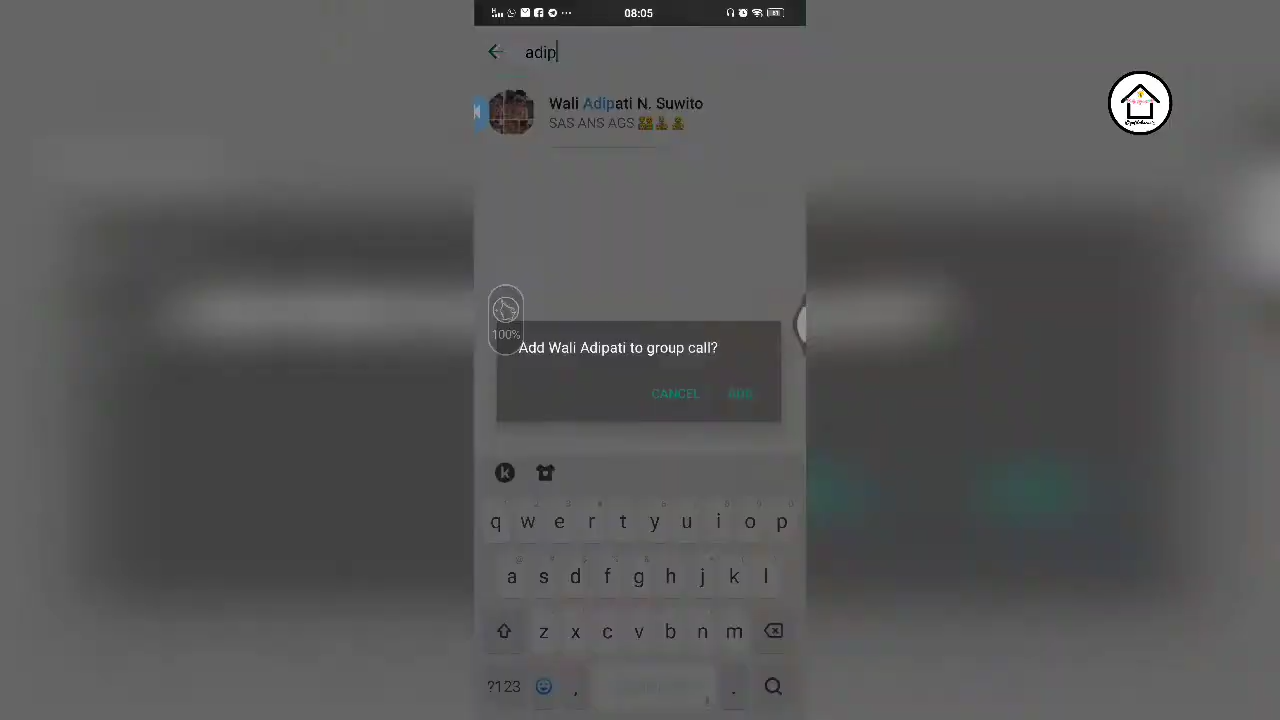 08:05
adip
Wali Adipati N. Suwito
SAS ANS AGS
100%
Add Wali Adipati to group call?
CANCEL ADD
q w e r t y u i o p
a s d f g h j k l
z x c v b n m
?123 , .